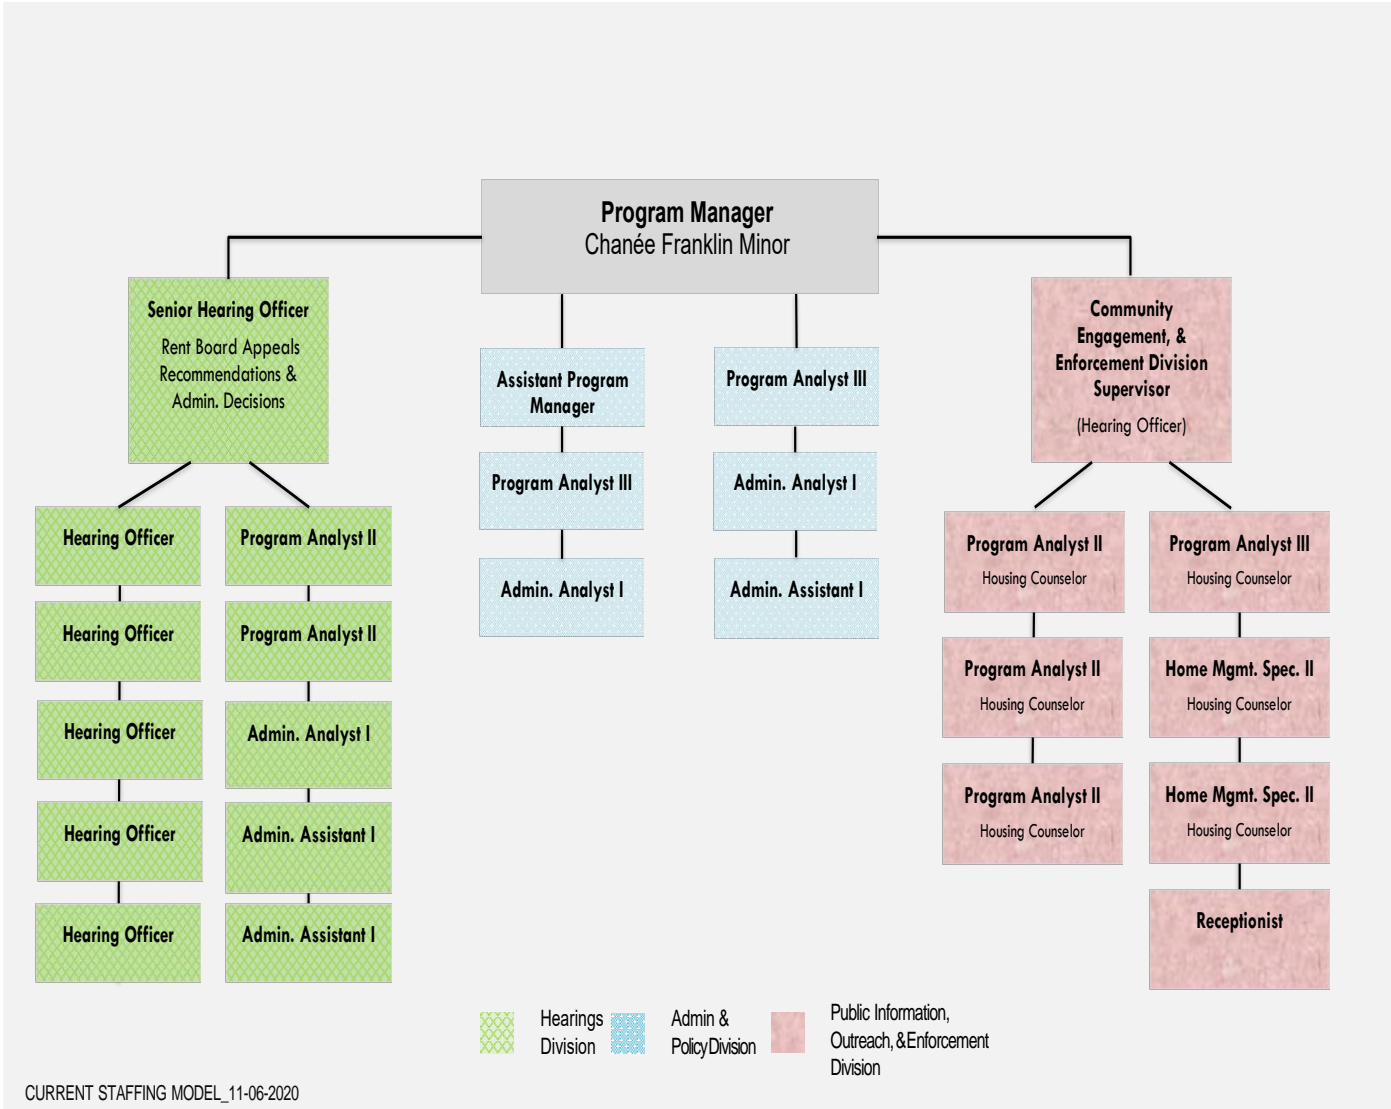 Program Manager
Chanée Franklin Minor
Senior Hearing Officer
Rent Board Appeals
Recommendations &
Admin. Decisions
Hearing Officer
Hearing Officer
Hearing Officer
Hearing Officer
Hearing Officer
Program Analyst II
Program Analyst II
Admin. Analyst I
Admin. Assistant I
Admin. Assistant I
Assistant Program
Manager
Program Analyst III
Admin. Analyst I
Program Analyst III
Admin. Analyst I
Admin. Assistant I
Community
Engagement, &
Enforcement Division
Supervisor
(Hearing Officer)
Program Analyst II
Housing Counselor
Program Analyst II
Housing Counselor
Program Analyst II
Housing Counselor
Program Analyst III
Housing Counselor
Home Mgmt. Spec. II
Housing Counselor
Home Mgmt. Spec. II
Housing Counselor
Receptionist
Hearings
Division
Admin &
Policy Division
Public Information,
Outreach, & Enforcement
Division
CURRENT STAFFING MODEL_11-06-2020